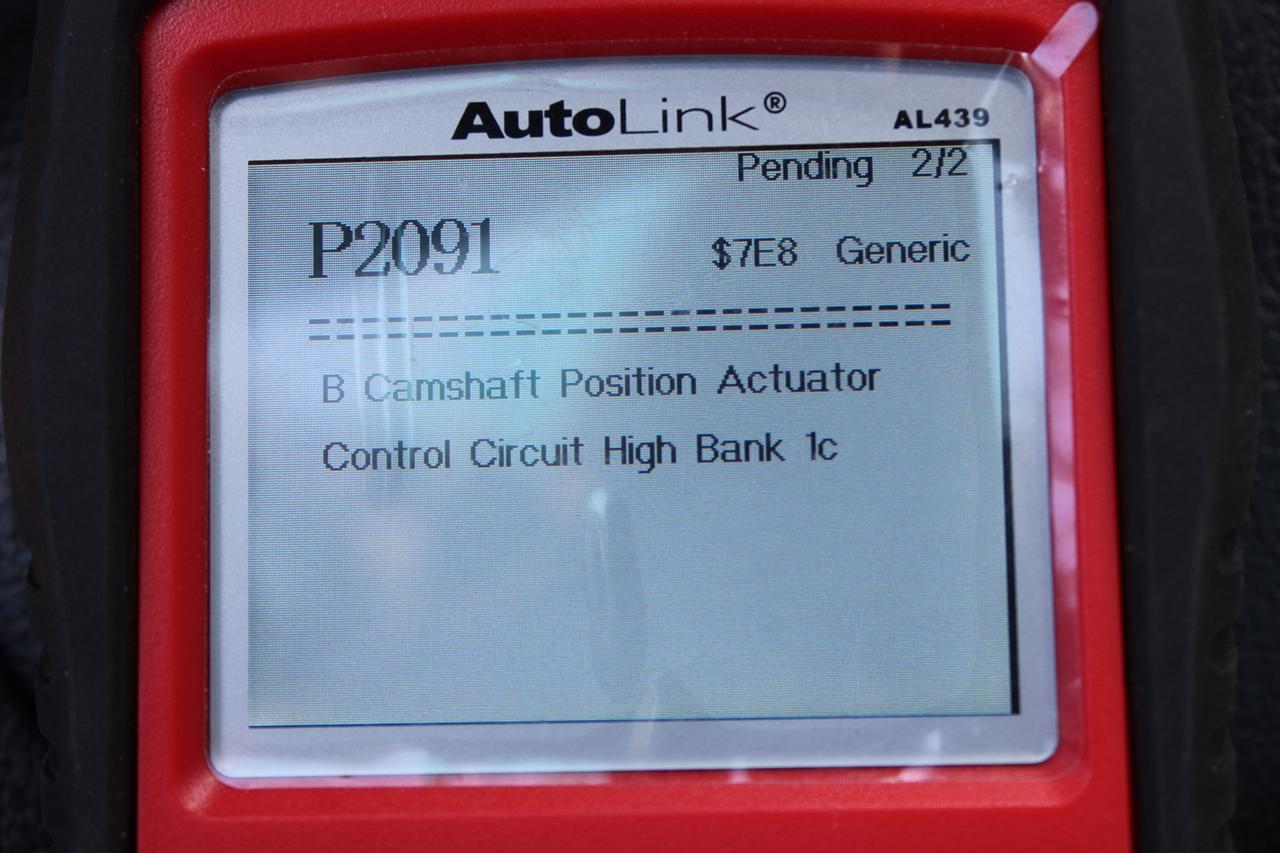 AutoLink®
AL439
Pending 2/2
P2091 $7E8 Generic
B Camshaft Position Actuator
Control Circuit High Bank 1c